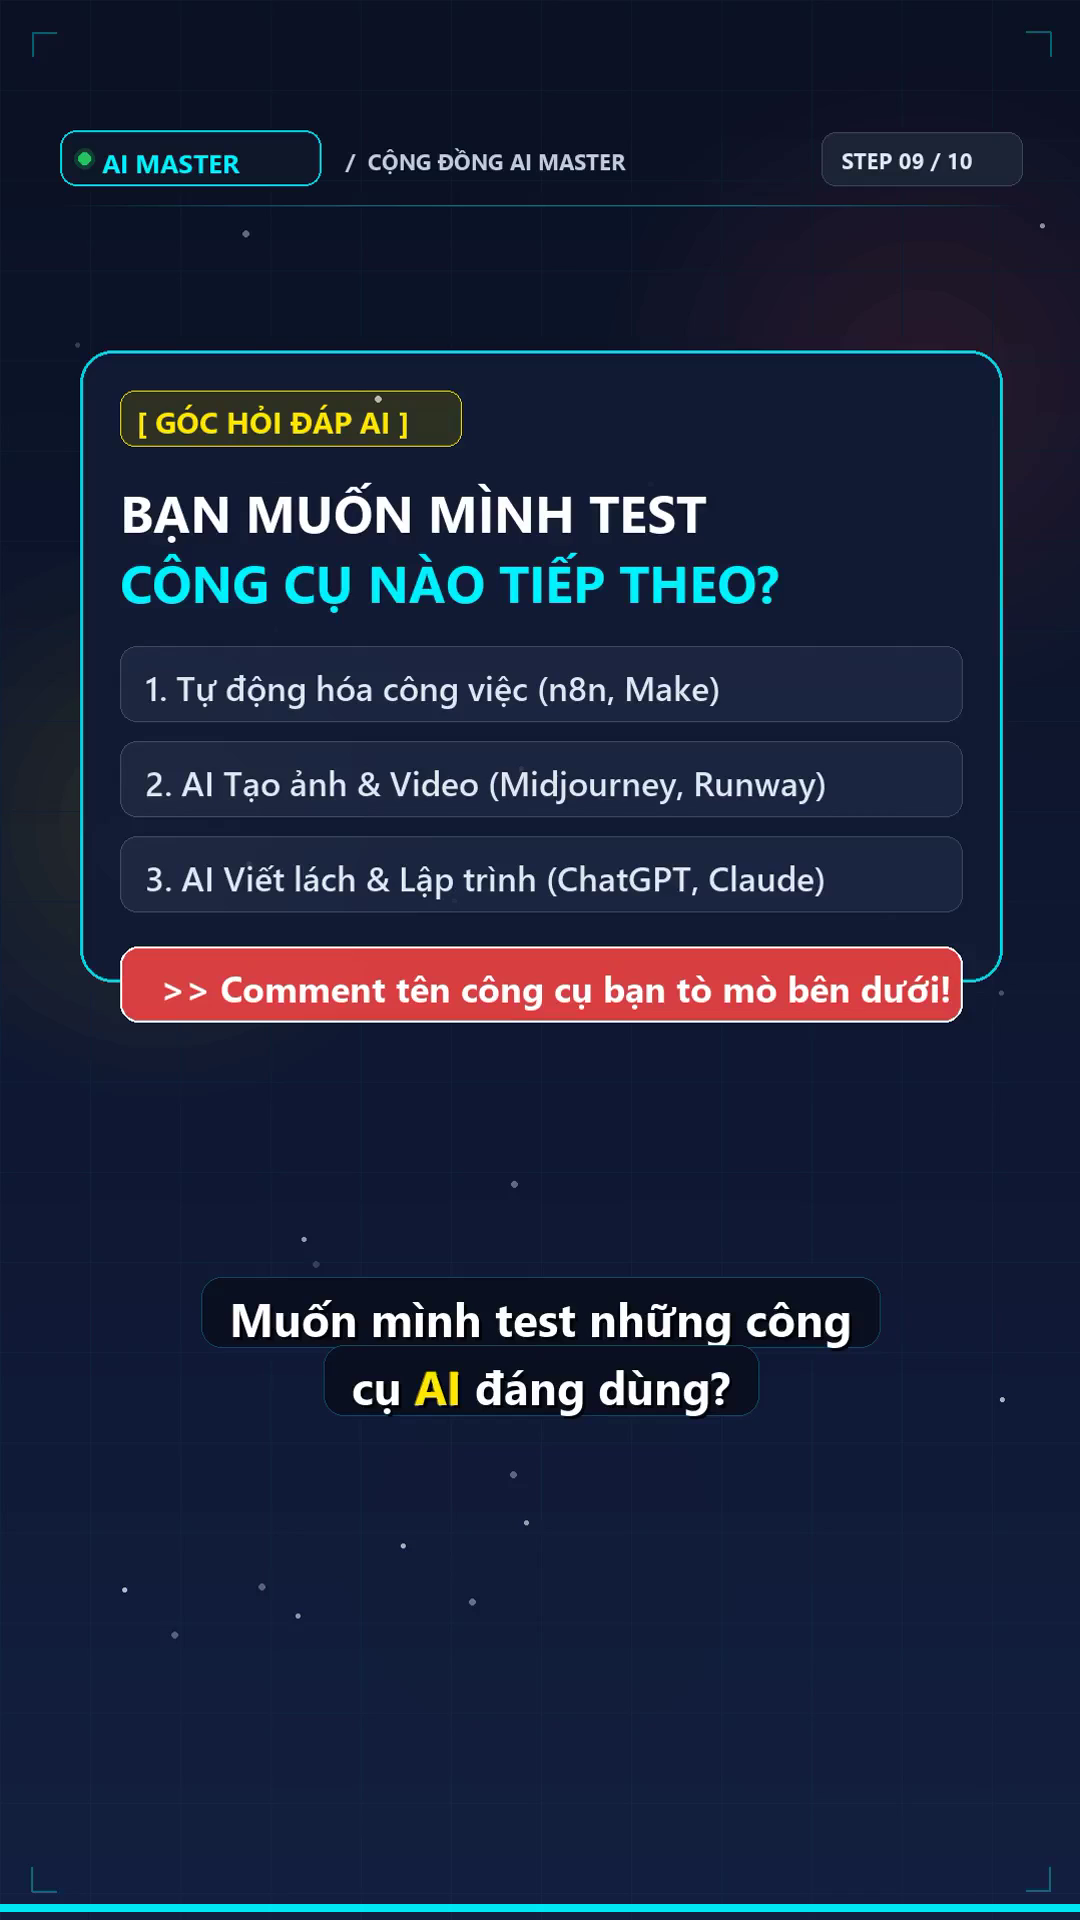 AI MASTER / CỘNG ĐỒNG AI MASTER STEP 09 / 10
[ GÓC HỎI ĐÁP AI ]
BẠN MUỐN MÌNH TEST
CÔNG CỤ NÀO TIẾP THEO?
1. Tự động hóa công việc (n8n, Make)
2. AI Tạo ảnh & Video (Midjourney, Runway)
3. AI Viết lách & Lập trình (ChatGPT, Claude)
>> Comment tên công cụ bạn tò mò bên dưới!
Muốn mình test những công
cụ AI đáng dùng?